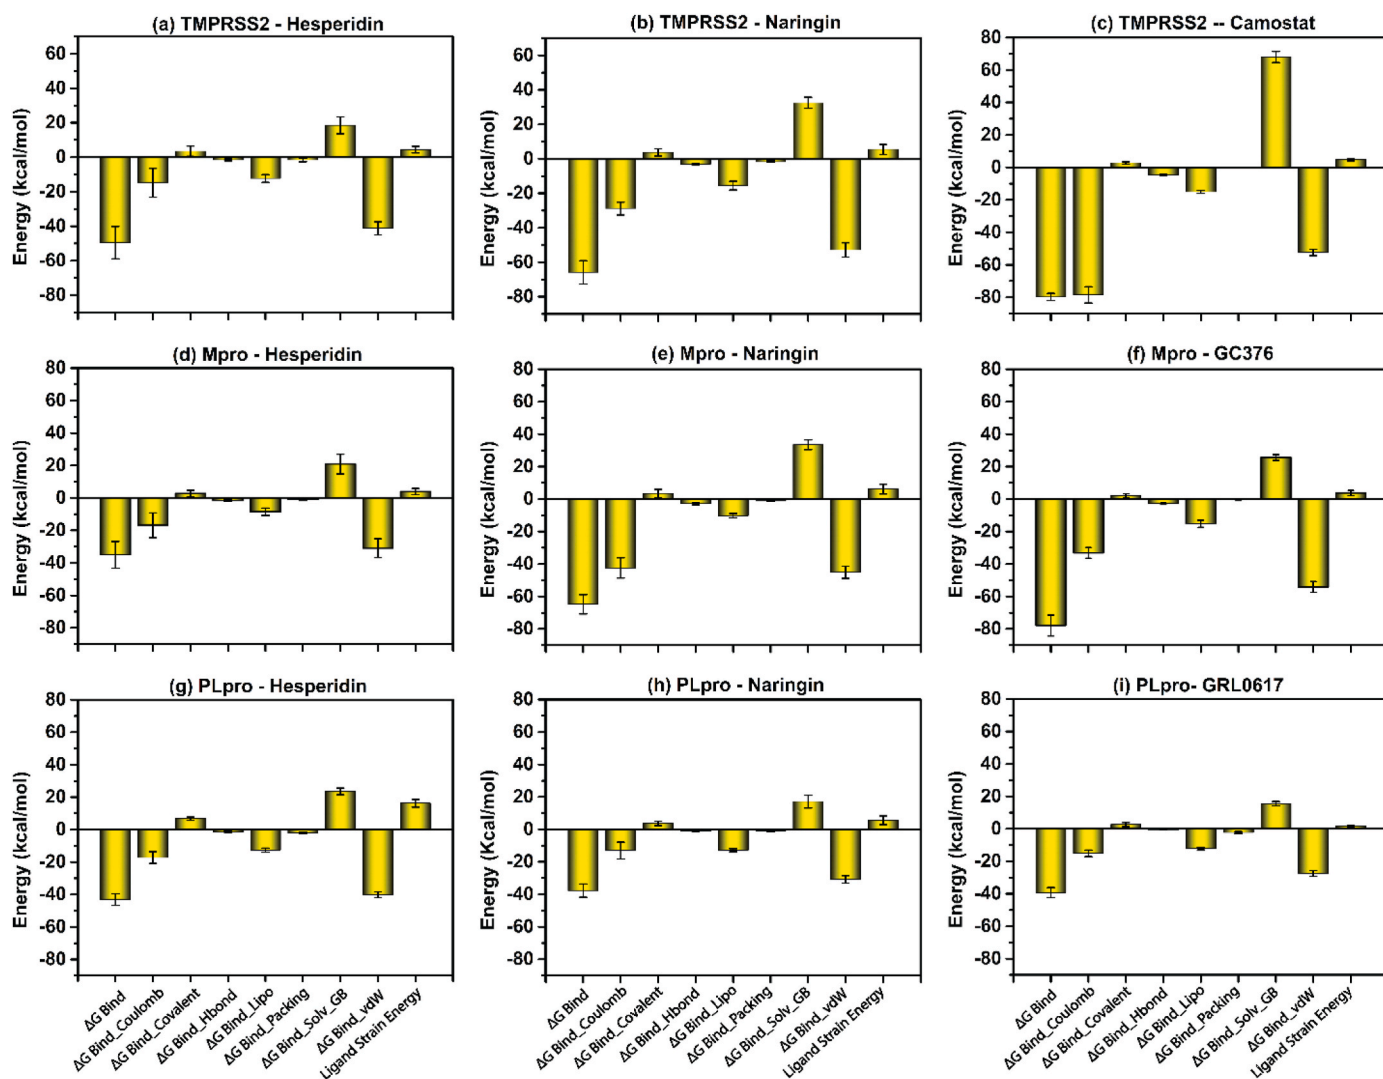 (a) TMPRSS2 - Hesperidin
(b) TMPRSS2 - Naringin
(c) TMPRSS2 -- Camostat
Energy (kcal/mol)
60
40
20
0
-20
-40
-60
-80
Energy (kcal/mol)
60
40
20
0
-20
-40
-60
-80
Energy (kcal/mol)
80
60
40
20
0
-20
-40
-60
-80
(d) Mpro - Hesperidin
(e) Mpro - Naringin
(f) Mpro - GC376
Energy (kcal/mol)
80
60
40
20
0
-20
-40
-60
-80
Energy (kcal/mol)
80
60
40
20
0
-20
-40
-60
-80
Energy (kcal/mol)
80
60
40
20
0
-20
-40
-60
-80
(g) PLpro - Hesperidin
(h) PLpro - Naringin
(i) PLpro- GRL0617
Energy (kcal/mol)
80
60
40
20
0
-20
-40
-60
-80
Energy (Kcal/mol)
80
60
40
20
0
-20
-40
-60
-80
Energy (kcal/mol)
80
60
40
20
0
-20
-40
-60
-80
ΔG Bind
ΔG Bind_Coulomb
ΔG Bind_Covalent
ΔG Bind_Hbond
ΔG Bind_Lipo
ΔG Bind_Packing
ΔG Bind_Solv_GB
ΔG Bind_vdW
Ligand Strain Energy
ΔG Bind
ΔG Bind_Coulomb
ΔG Bind_Covalent
ΔG Bind_Hbond
ΔG Bind_Lipo
ΔG Bind_Packing
ΔG Bind_Solv_GB
ΔG Bind_vdW
Ligand Strain Energy
ΔG Bind
ΔG Bind_Coulomb
ΔG Bind_Covalent
ΔG Bind_Hbond
ΔG Bind_Lipo
ΔG Bind_Packing
ΔG Bind_Solv_GB
ΔG Bind_vdW
Ligand Strain Energy